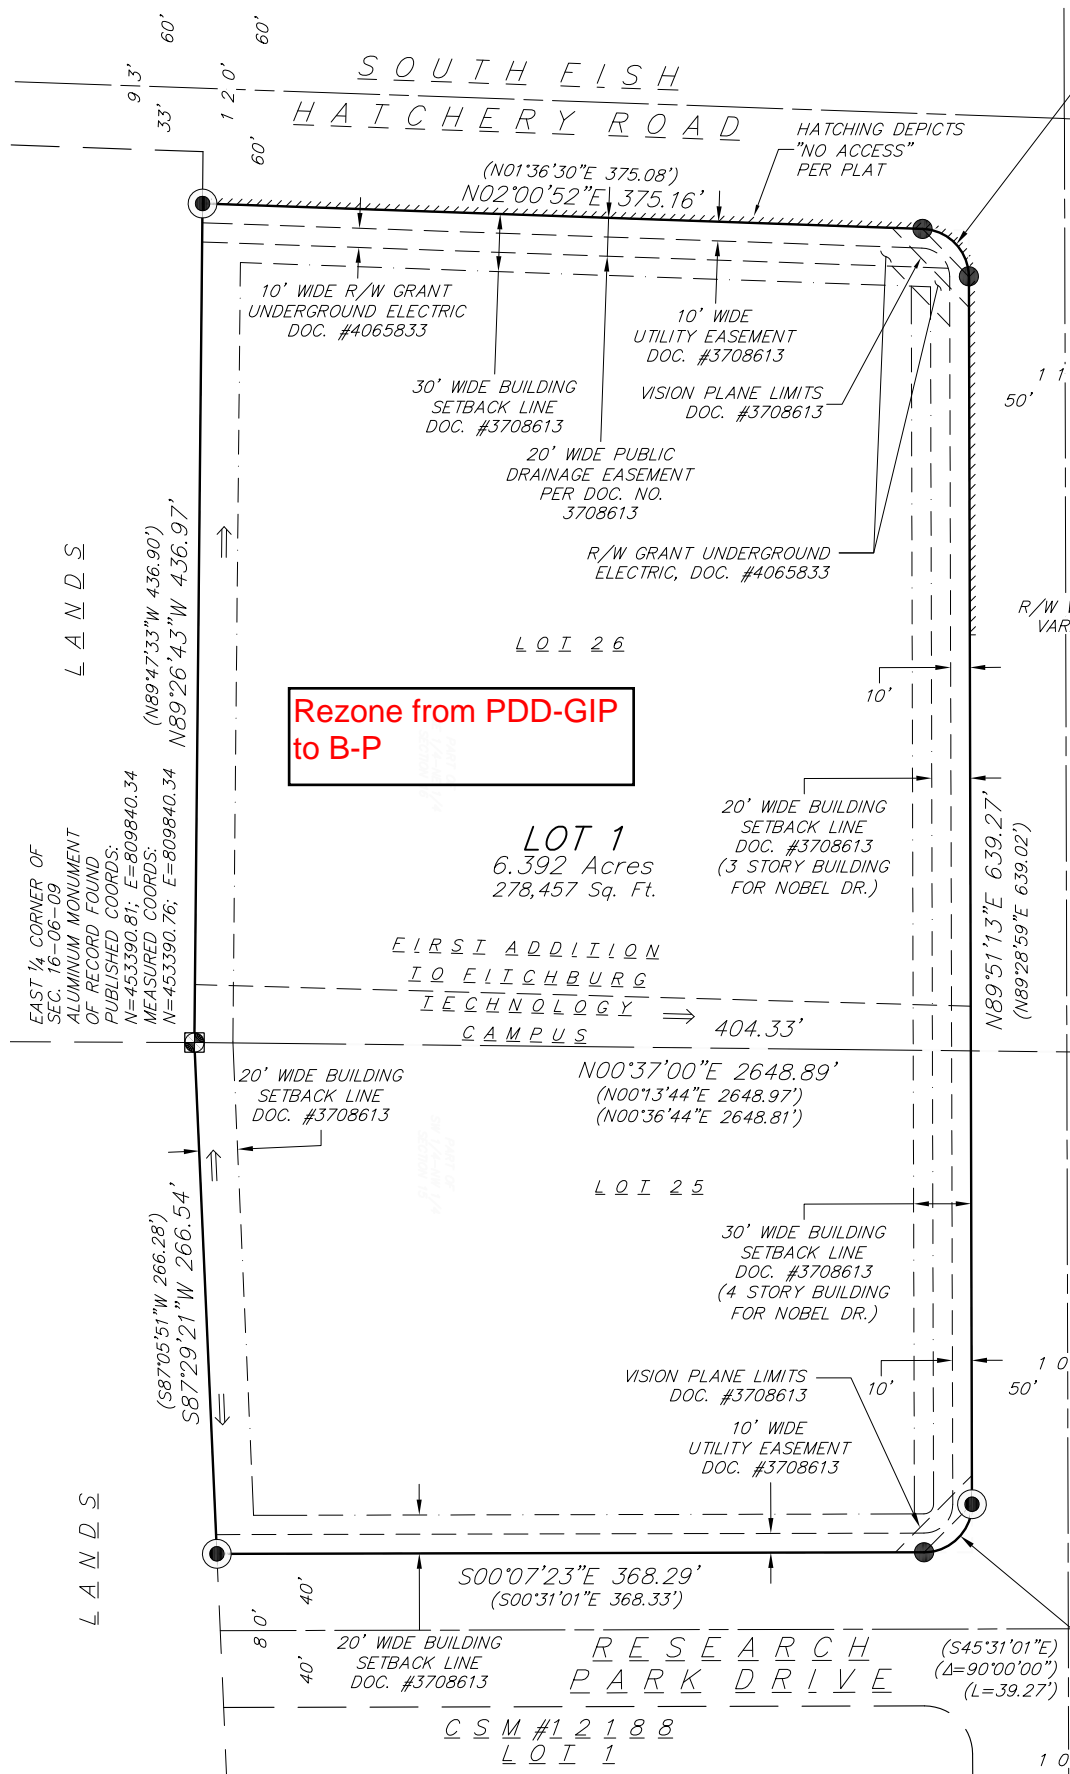 60'
60'
93'
33'
120'
60'
SOUTH FISH
HATCHERY ROAD
HATCHING DEPICTS
"NO ACCESS"
PER PLAT
(N01°36'30"E 375.08')
N02°00'52"E 375.16'
10' WIDE R/W GRANT
UNDERGROUND ELECTRIC
DOC. #4065833
10' WIDE
UTILITY EASEMENT
DOC. #3708613
30' WIDE BUILDING
SETBACK LINE
DOC. #3708613
VISION PLANE LIMITS
DOC. #3708613
11
50'
20' WIDE PUBLIC
DRAINAGE EASEMENT
PER DOC. NO.
3708613
R/W GRANT UNDERGROUND
ELECTRIC, DOC. #4065833
R/W
VAR
LANDS
(N89°47'33"W 436.90')
N89°26'43"W 436.97'
LOT 26
10'
Rezone from PDD-GIP
to B-P
20' WIDE BUILDING
SETBACK LINE
DOC. #3708613
(3 STORY BUILDING
FOR NOBEL DR.)
LOT 1
6.392 Acres
278,457 Sq. Ft.
N89°51'13"E 639.27'
(N89°28'59"E 639.02')
EAST 1/4 CORNER OF
SEC. 16-06-09
ALUMINUM MONUMENT
OF RECORD FOUND
PUBLISHED COORDS:
N=453390.81; E=809840.34
MEASURED COORDS:
N=453390.76; E=809840.34
FIRST ADDITION
TO FITCHBURG
TECHNOLOGY
CAMPUS
404.33'
N00°37'00"E 2648.89'
(N00°13'44"E 2648.97')
(N00°36'44"E 2648.81')
20' WIDE BUILDING
SETBACK LINE
DOC. #3708613
LOT 25
30' WIDE BUILDING
SETBACK LINE
DOC. #3708613
(4 STORY BUILDING
FOR NOBEL DR.)
(S87°05'51"W 266.28')
S87°29'21"W 266.54'
VISION PLANE LIMITS
DOC. #3708613
10'
10
50'
10' WIDE
UTILITY EASEMENT
DOC. #3708613
LANDS
S00°07'23"E 368.29'
(S00°31'01"E 368.33')
40'
80'
40'
20' WIDE BUILDING
SETBACK LINE
DOC. #3708613
RESEARCH
PARK DRIVE
(S45°31'01"E)
(Δ=90°00'00")
(L=39.27')
CSM #12188
LOT 1
10